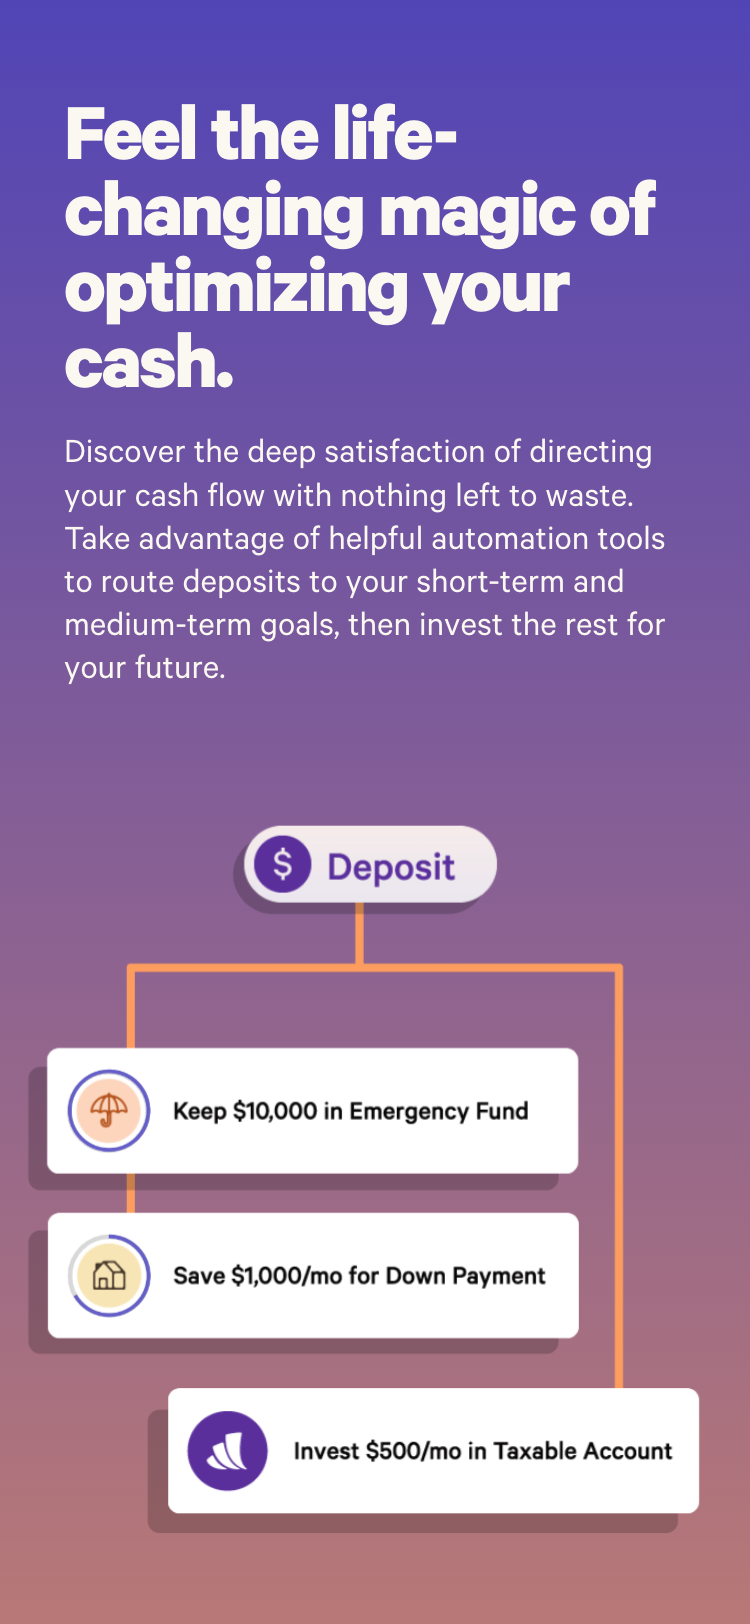 Feel the life-
changing magic of
optimizing your
cash.
Discover the deep satisfaction of directing
your cash flow with nothing left to waste.
Take advantage of helpful automation tools
to route deposits to your short-term and
medium-term goals, then invest the rest for
your future.
$ Deposit
Keep $10,000 in Emergency Fund
Save $1,000/mo for Down Payment
Invest $500/mo in Taxable Account